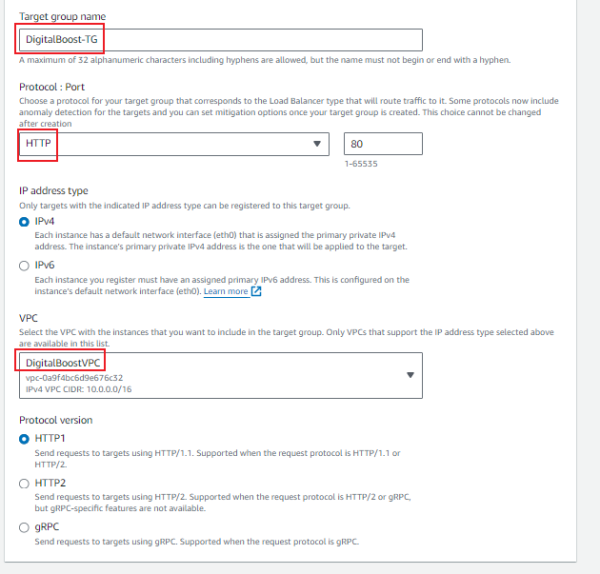 Target group name
DigitalBoost-TG
A maximum of 32 alphanumeric characters including hyphens are allowed, but the name must not begin or end with a hyphen.
Protocol : Port
Choose a protocol for your target group that corresponds to the Load Balancer type that will route traffic to it. Some protocols now include
anomaly detection for the targets and you can set mitigation options once your target group is created. This choice cannot be changed
after creation
HTTP
80
1-65535
IP address type
Only targets with the indicated IP address type can be registered to this target group.
IPv4
Each instance has a default network interface (eth0) that is assigned the primary private IPv4
address. The instance's primary private IPv4 address is the one that will be applied to the target.
IPv6
Each instance you register must have an assigned primary IPv6 address. This is configured on the
instance's default network interface (eth0). Learn more
VPC
Select the VPC with the instances that you want to include in the target group. Only VPCs that support the IP address type selected above
are available in this list.
DigitalBoostVPC
vpc-0a9f4bc6d9e676c32
IPv4 VPC CIDR: 10.0.0.0/16
Protocol version
HTTP1
Send requests to targets using HTTP/1.1. Supported when the request protocol is HTTP/1.1 or
HTTP/2.
HTTP2
Send requests to targets using HTTP/2. Supported when the request protocol is HTTP/2 or gRPC,
but gRPC-specific features are not available.
gRPC
Send requests to targets using gRPC. Supported when the request protocol is gRPC.